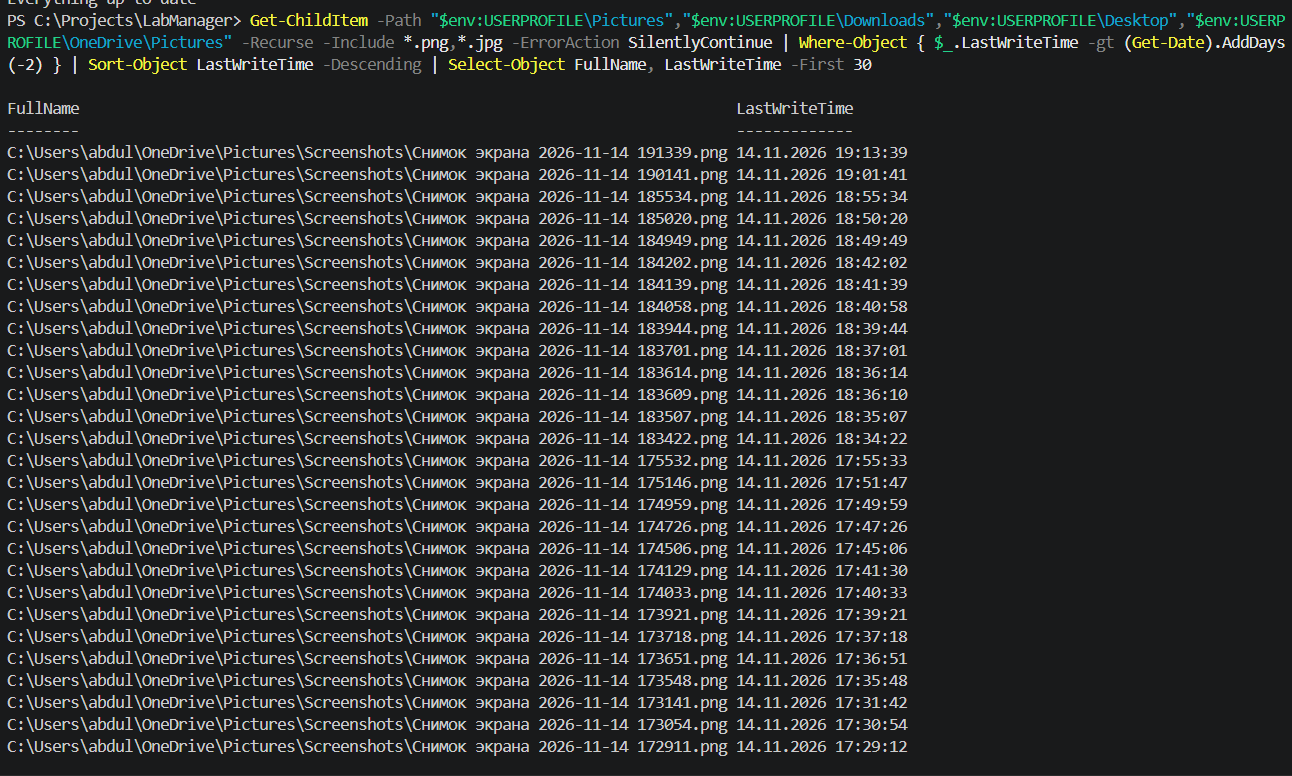 Everything up-to-date
PS C:\Projects\LabManager> Get-ChildItem -Path "$env:USERPROFILE\Pictures","$env:USERPROFILE\Downloads","$env:USERPROFILE\Desktop","$env:USERP
ROFILE\OneDrive\Pictures" -Recurse -Include *.png,*.jpg -ErrorAction SilentlyContinue | Where-Object { $_.LastWriteTime -gt (Get-Date).AddDays
(-2) } | Sort-Object LastWriteTime -Descending | Select-Object FullName, LastWriteTime -First 30
FullName LastWriteTime
-------- -------------
C:\Users\abdul\OneDrive\Pictures\Screenshots\Снимок экрана 2026-11-14 191339.png 14.11.2026 19:13:39
C:\Users\abdul\OneDrive\Pictures\Screenshots\Снимок экрана 2026-11-14 190141.png 14.11.2026 19:01:41
C:\Users\abdul\OneDrive\Pictures\Screenshots\Снимок экрана 2026-11-14 185534.png 14.11.2026 18:55:34
C:\Users\abdul\OneDrive\Pictures\Screenshots\Снимок экрана 2026-11-14 185020.png 14.11.2026 18:50:20
C:\Users\abdul\OneDrive\Pictures\Screenshots\Снимок экрана 2026-11-14 184949.png 14.11.2026 18:49:49
C:\Users\abdul\OneDrive\Pictures\Screenshots\Снимок экрана 2026-11-14 184202.png 14.11.2026 18:42:02
C:\Users\abdul\OneDrive\Pictures\Screenshots\Снимок экрана 2026-11-14 184139.png 14.11.2026 18:41:39
C:\Users\abdul\OneDrive\Pictures\Screenshots\Снимок экрана 2026-11-14 184058.png 14.11.2026 18:40:58
C:\Users\abdul\OneDrive\Pictures\Screenshots\Снимок экрана 2026-11-14 183944.png 14.11.2026 18:39:44
C:\Users\abdul\OneDrive\Pictures\Screenshots\Снимок экрана 2026-11-14 183701.png 14.11.2026 18:37:01
C:\Users\abdul\OneDrive\Pictures\Screenshots\Снимок экрана 2026-11-14 183614.png 14.11.2026 18:36:14
C:\Users\abdul\OneDrive\Pictures\Screenshots\Снимок экрана 2026-11-14 183609.png 14.11.2026 18:36:10
C:\Users\abdul\OneDrive\Pictures\Screenshots\Снимок экрана 2026-11-14 183507.png 14.11.2026 18:35:07
C:\Users\abdul\OneDrive\Pictures\Screenshots\Снимок экрана 2026-11-14 183422.png 14.11.2026 18:34:22
C:\Users\abdul\OneDrive\Pictures\Screenshots\Снимок экрана 2026-11-14 175532.png 14.11.2026 17:55:33
C:\Users\abdul\OneDrive\Pictures\Screenshots\Снимок экрана 2026-11-14 175146.png 14.11.2026 17:51:47
C:\Users\abdul\OneDrive\Pictures\Screenshots\Снимок экрана 2026-11-14 174959.png 14.11.2026 17:49:59
C:\Users\abdul\OneDrive\Pictures\Screenshots\Снимок экрана 2026-11-14 174726.png 14.11.2026 17:47:26
C:\Users\abdul\OneDrive\Pictures\Screenshots\Снимок экрана 2026-11-14 174506.png 14.11.2026 17:45:06
C:\Users\abdul\OneDrive\Pictures\Screenshots\Снимок экрана 2026-11-14 174129.png 14.11.2026 17:41:30
C:\Users\abdul\OneDrive\Pictures\Screenshots\Снимок экрана 2026-11-14 174033.png 14.11.2026 17:40:33
C:\Users\abdul\OneDrive\Pictures\Screenshots\Снимок экрана 2026-11-14 173921.png 14.11.2026 17:39:21
C:\Users\abdul\OneDrive\Pictures\Screenshots\Снимок экрана 2026-11-14 173718.png 14.11.2026 17:37:18
C:\Users\abdul\OneDrive\Pictures\Screenshots\Снимок экрана 2026-11-14 173651.png 14.11.2026 17:36:51
C:\Users\abdul\OneDrive\Pictures\Screenshots\Снимок экрана 2026-11-14 173548.png 14.11.2026 17:35:48
C:\Users\abdul\OneDrive\Pictures\Screenshots\Снимок экрана 2026-11-14 173141.png 14.11.2026 17:31:42
C:\Users\abdul\OneDrive\Pictures\Screenshots\Снимок экрана 2026-11-14 173054.png 14.11.2026 17:30:54
C:\Users\abdul\OneDrive\Pictures\Screenshots\Снимок экрана 2026-11-14 172911.png 14.11.2026 17:29:12